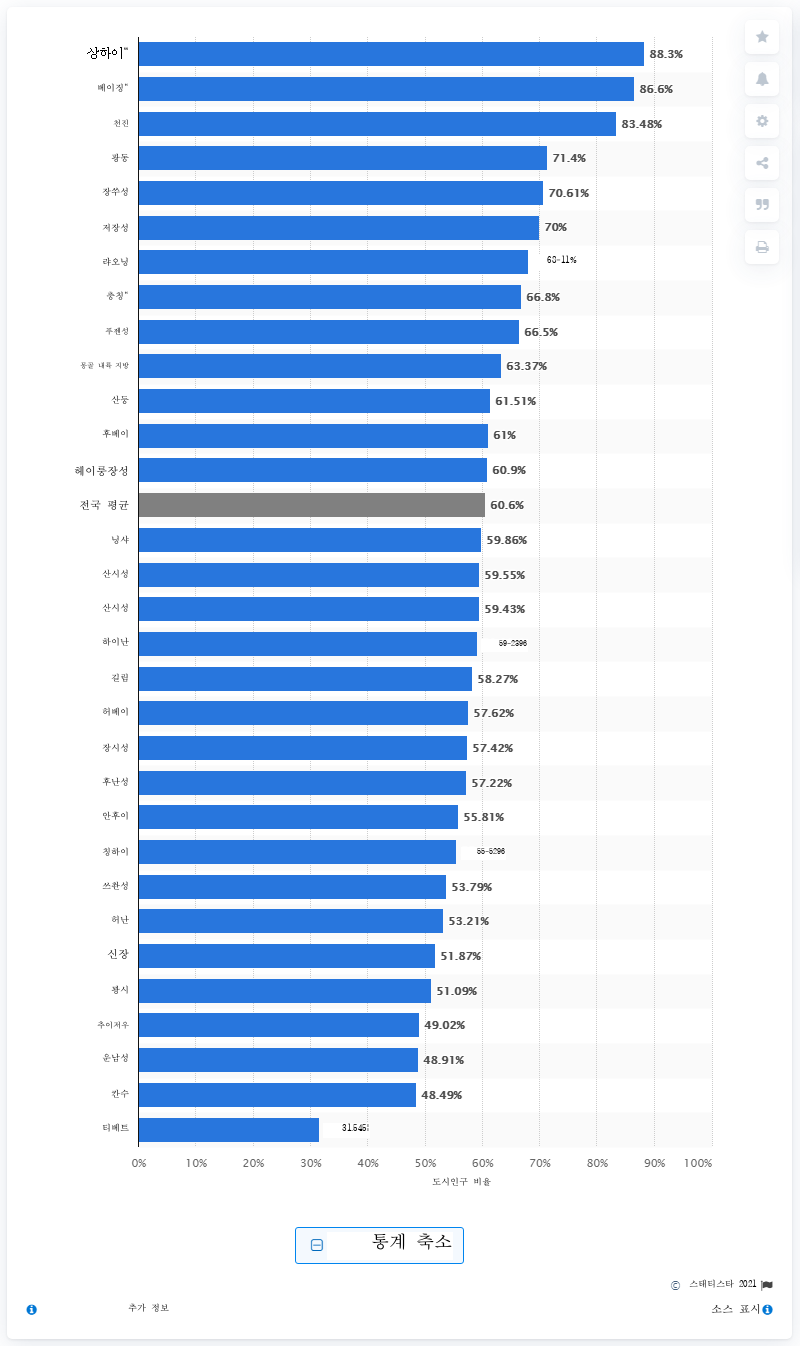 상하이* 88.3%
베이징* 86.6%
천진 83.48%
광동 71.4%
장쑤성 70.61%
저장성 70%
랴오닝 68-11%
충칭* 66.8%
푸젠성 66.5%
몽골 내륙 지방 63.37%
산둥 61.51%
후베이 61%
헤이룽장성 60.9%
전국 평균 60.6%
닝샤 59.86%
산시성 59.55%
산시성 59.43%
하이난 59-2396
길림 58.27%
허베이 57.62%
장시성 57.42%
후난성 57.22%
안후이 55.81%
칭하이 55-5296
쓰촨성 53.79%
허난 53.21%
신장 51.87%
광시 51.09%
추이저우 49.02%
운남성 48.91%
칸수 48.49%
티베트
0% 10% 20% 30% 40% 50% 60% 70% 80% 90% 100%
도시인구 비율
통계 축소
© 스태티스타 2021
추가 정보 소스 표시